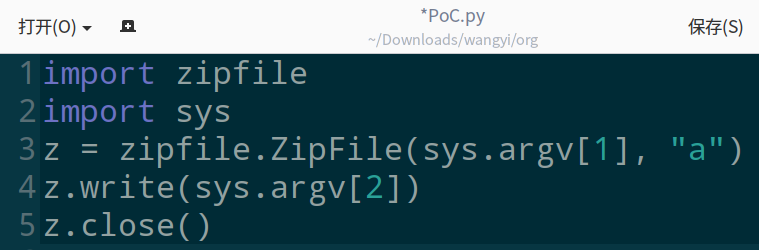 打开(O)
*PoC.py
~/Downloads/wangyi/org
保存(S)
1 import zipfile
2 import sys
3 z = zipfile.ZipFile(sys.argv[1], "a")
4 z.write(sys.argv[2])
5 z.close()